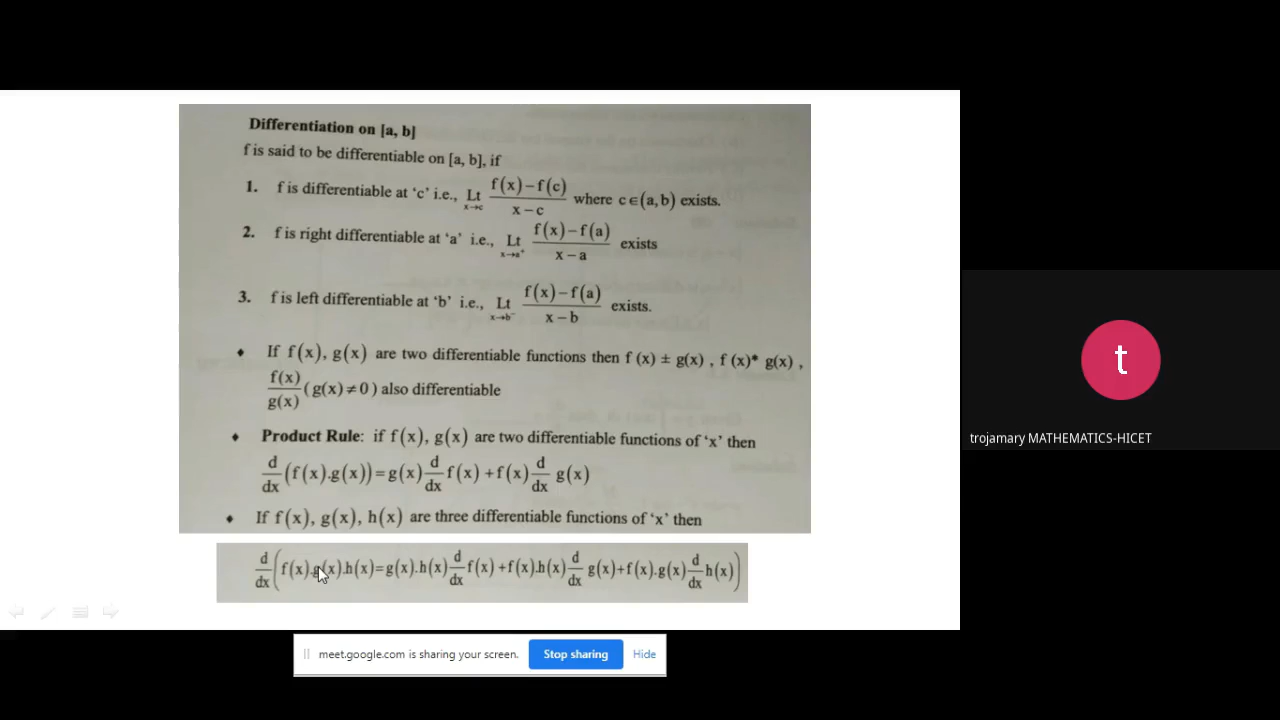 Differentiation on [a, b]
f is said to be differentiable on [a, b], if
1. f is differentiable at ‘c’ i.e., Lt x→c f(x)−f(c) / x−c where c∈(a,b) exists.
2. f is right differentiable at ‘a’ i.e., Lt x→a⁺ f(x)−f(a) / x−a exists
3. f is left differentiable at ‘b’ i.e., Lt x→b⁻ f(x)−f(a) / x−b exists.
♦ If f(x), g(x) are two differentiable functions then f (x) ± g(x) , f (x)* g(x) ,
f(x) / g(x) (g(x)≠0) also differentiable
♦ Product Rule: if f(x), g(x) are two differentiable functions of ‘x’ then
d/dx (f(x).g(x)) = g(x) d/dx f(x) + f(x) d/dx g(x)
♦ If f(x), g(x), h(x) are three differentiable functions of ‘x’ then
d/dx (f(x).g(x).h(x)=g(x).h(x) d/dx f(x) +f(x).h(x) d/dx g(x)+f(x).g(x) d/dx h(x))
t
trojamary MATHEMATICS-HICET
meet.google.com is sharing your screen. Stop sharing Hide